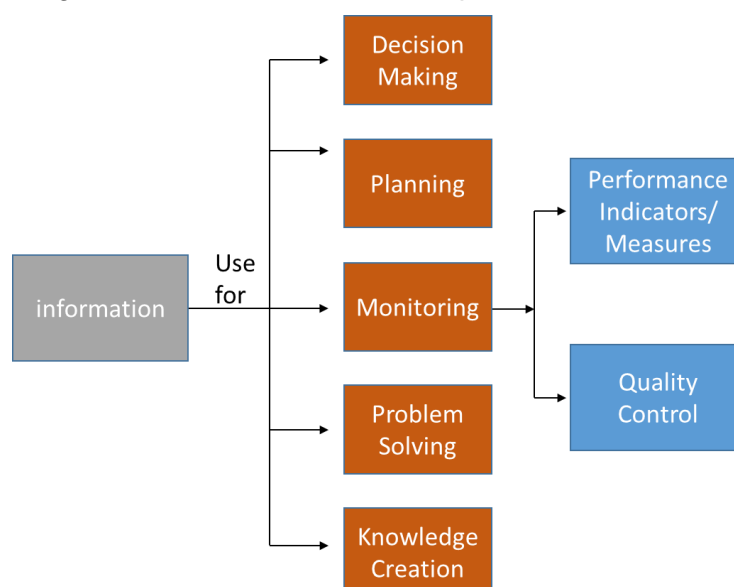 Decision
Making
Planning
Performance
Indicators/
Measures
Use
for
information
Monitoring
Quality
Control
Problem
Solving
Knowledge
Creation